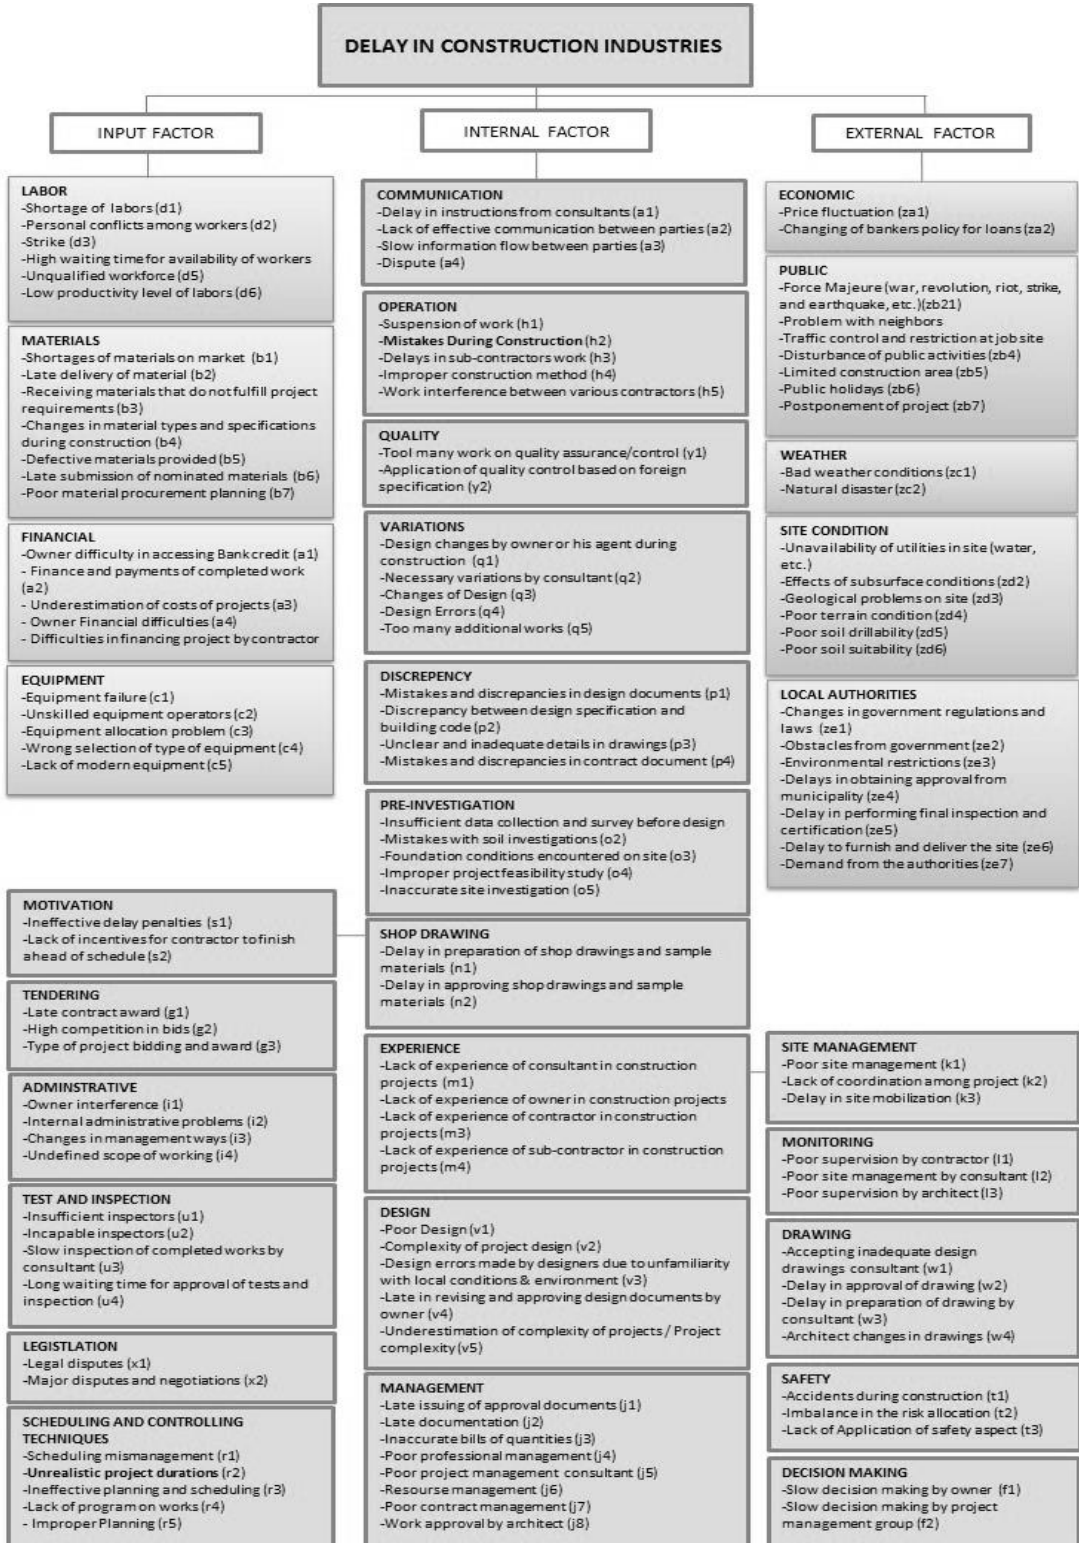 DELAY IN CONSTRUCTION INDUSTRIES
INPUT FACTOR
INTERNAL FACTOR
EXTERNAL FACTOR
LABOR
-Shortage of labors (d1)
-Personal conflicts among workers (d2)
-Strike (d3)
-High waiting time for availability of workers
-Unqualified workforce (d5)
-Low productivity level of labors (d6)
MATERIALS
-Shortages of materials on market (b1)
-Late delivery of material (b2)
-Receiving materials that do not fulfill project
requirements (b3)
-Changes in material types and specifications
during construction (b4)
-Defective materials provided (b5)
-Late submission of nominated materials (b6)
-Poor material procurement planning (b7)
FINANCIAL
-Owner difficulty in accessing Bank credit (a1)
- Finance and payments of completed work
(a2)
- Underestimation of costs of projects (a3)
- Owner Financial difficulties (a4)
- Difficulties in financing project by contractor
EQUIPMENT
-Equipment failure (c1)
-Unskilled equipment operators (c2)
-Equipment allocation problem (c3)
-Wrong selection of type of equipment (c4)
-Lack of modern equipment (c5)
MOTIVATION
-Ineffective delay penalties (s1)
-Lack of incentives for contractor to finish
ahead of schedule (s2)
TENDERING
-Late contract award (g1)
-High competition in bids (g2)
-Type of project bidding and award (g3)
ADMINSTRATIVE
-Owner interference (i1)
-Internal administrative problems (i2)
-Changes in management ways (i3)
-Undefined scope of working (i4)
TEST AND INSPECTION
-Insufficient inspectors (u1)
-Incapable inspectors (u2)
-Slow inspection of completed works by
consultant (u3)
-Long waiting time for approval of tests and
inspection (u4)
LEGISTLATION
-Legal disputes (x1)
-Major disputes and negotiations (x2)
SCHEDULING AND CONTROLLING
TECHNIQUES
-Scheduling mismanagement (r1)
-Unrealistic project durations (r2)
-Ineffective planning and scheduling (r3)
-Lack of program on works (r4)
- Improper Planning (r5)
COMMUNICATION
-Delay in instructions from consultants (a1)
-Lack of effective communication between parties (a2)
-Slow information flow between parties (a3)
-Dispute (a4)
OPERATION
-Suspension of work (h1)
-Mistakes During Construction (h2)
-Delays in sub-contractors work (h3)
-Improper construction method (h4)
-Work interference between various contractors (h5)
QUALITY
-Tool many work on quality assurance/control (y1)
-Application of quality control based on foreign
specification (y2)
VARIATIONS
-Design changes by owner or his agent during
construction (q1)
-Necessary variations by consultant (q2)
-Changes of Design (q3)
-Design Errors (q4)
-Too many additional works (q5)
DISCREPENCY
-Mistakes and discrepancies in design documents (p1)
-Discrepancy between design specification and
building code (p2)
-Unclear and inadequate details in drawings (p3)
-Mistakes and discrepancies in contract document (p4)
PRE-INVESTIGATION
-Insufficient data collection and survey before design
-Mistakes with soil investigations (o2)
-Foundation conditions encountered on site (o3)
-Improper project feasibility study (o4)
-Inaccurate site investigation (o5)
SHOP DRAWING
-Delay in preparation of shop drawings and sample
materials (n1)
-Delay in approving shop drawings and sample
materials (n2)
EXPERIENCE
-Lack of experience of consultant in construction
projects (m1)
-Lack of experience of owner in construction projects
-Lack of experience of contractor in construction
projects (m3)
-Lack of experience of sub-contractor in construction
projects (m4)
DESIGN
-Poor Design (v1)
-Complexity of project design (v2)
-Design errors made by designers due to unfamiliarity
with local conditions & environment (v3)
-Late in revising and approving design documents by
owner (v4)
-Underestimation of complexity of projects / Project
complexity (v5)
MANAGEMENT
-Late issuing of approval documents (j1)
-Late documentation (j2)
-Inaccurate bills of quantities (j3)
-Poor professional management (j4)
-Poor project management consultant (j5)
-Resourse management (j6)
-Poor contract management (j7)
-Work approval by architect (j8)
ECONOMIC
-Price fluctuation (za1)
-Changing of bankers policy for loans (za2)
PUBLIC
-Force Majeure (war, revolution, riot, strike,
and earthquake, etc.)(zb21)
-Problem with neighbors
-Traffic control and restriction at job site
-Disturbance of public activities (zb4)
-Limited construction area (zb5)
-Public holidays (zb6)
-Postponement of project (zb7)
WEATHER
-Bad weather conditions (zc1)
-Natural disaster (zc2)
SITE CONDITION
-Unavailability of utilities in site (water,
etc.)
-Effects of subsurface conditions (zd2)
-Geological problems on site (zd3)
-Poor terrain condition (zd4)
-Poor soil drillability (zd5)
-Poor soil suitability (zd6)
LOCAL AUTHORITIES
-Changes in government regulations and
laws (ze1)
-Obstacles from government (ze2)
-Environmental restrictions (ze3)
-Delays in obtaining approval from
municipality (ze4)
-Delay in performing final inspection and
certification (ze5)
-Delay to furnish and deliver the site (ze6)
-Demand from the authorities (ze7)
SITE MANAGEMENT
-Poor site management (k1)
-Lack of coordination among project (k2)
-Delay in site mobilization (k3)
MONITORING
-Poor supervision by contractor (l1)
-Poor site management by consultant (l2)
-Poor supervision by architect (l3)
DRAWING
-Accepting inadequate design
drawings consultant (w1)
-Delay in approval of drawing (w2)
-Delay in preparation of drawing by
consultant (w3)
-Architect changes in drawings (w4)
SAFETY
-Accidents during construction (t1)
-Imbalance in the risk allocation (t2)
-Lack of Application of safety aspect (t3)
DECISION MAKING
-Slow decision making by owner (f1)
-Slow decision making by project
management group (f2)